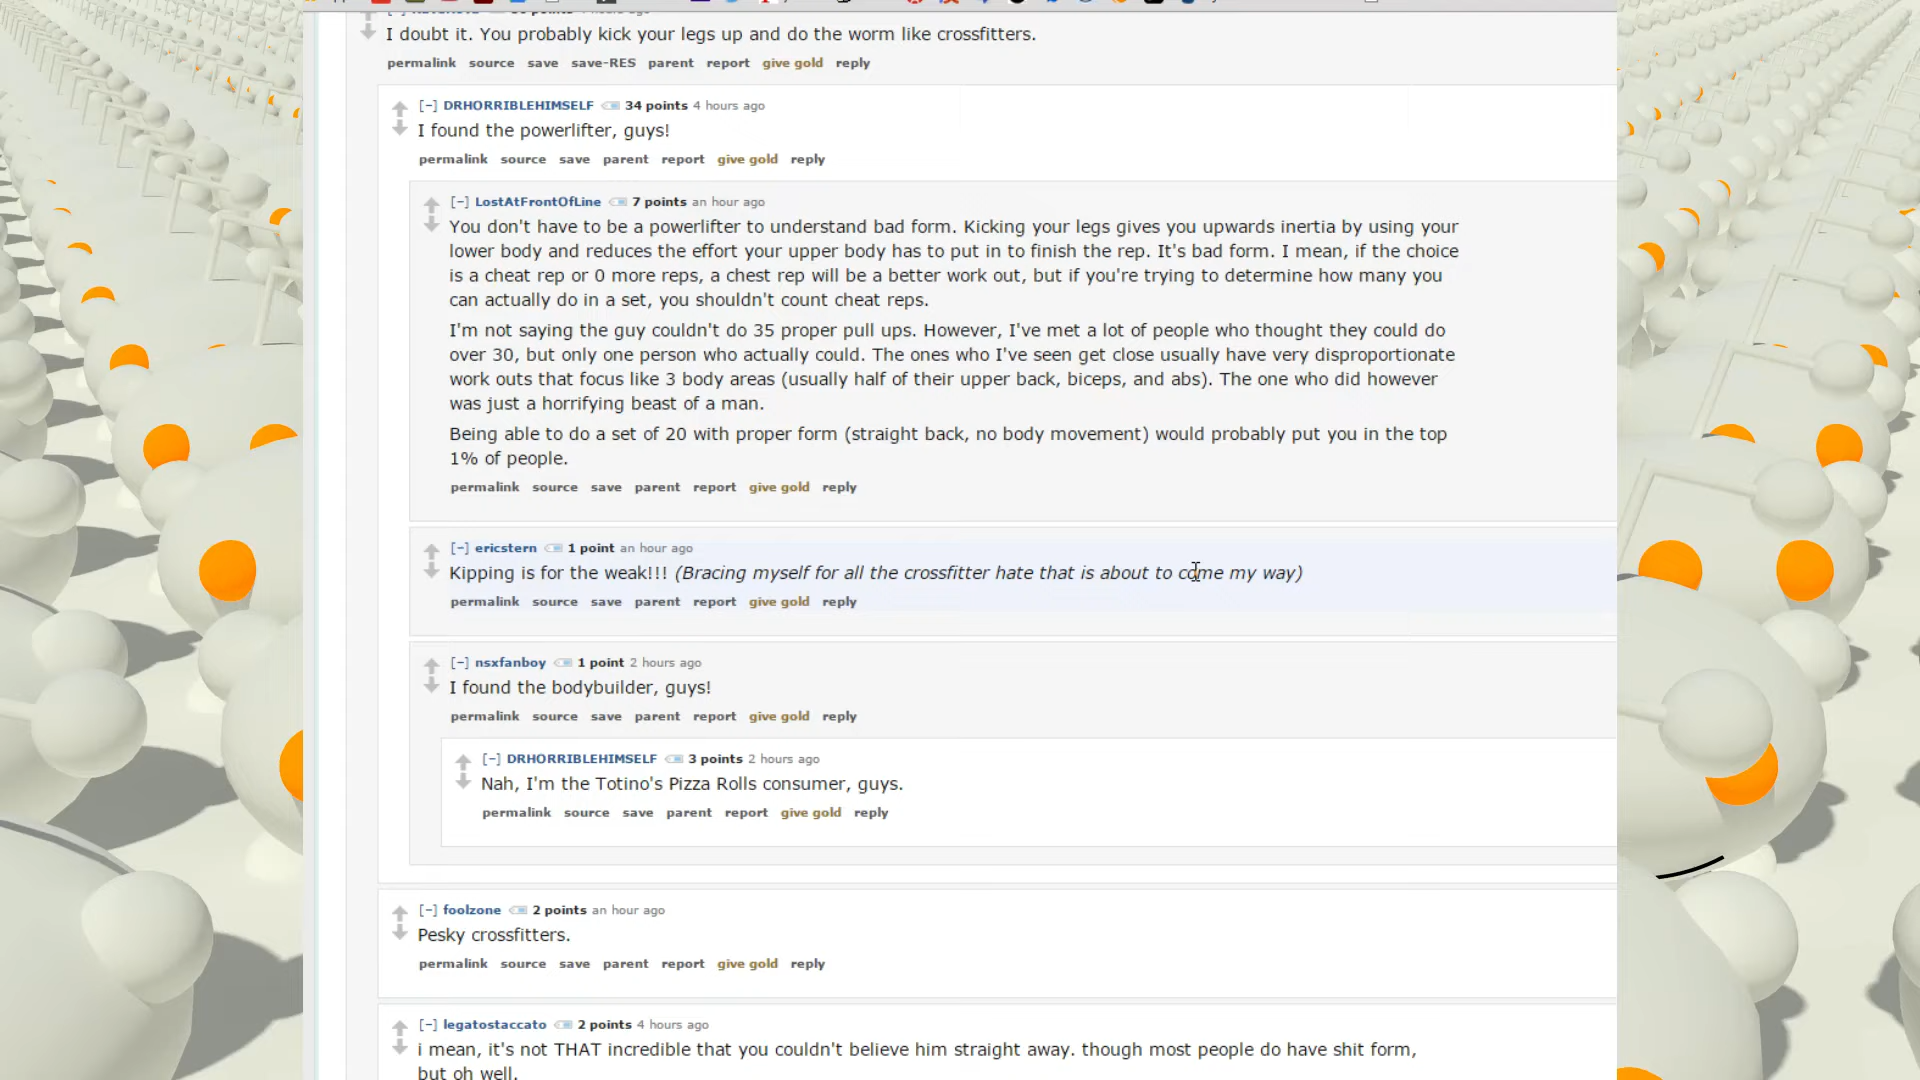 I doubt it. You probably kick your legs up and do the worm like crossfitters.
permalink source save save-RES parent report give gold reply
[-] DRHORRIBLEHIMSELF 34 points 4 hours ago
I found the powerlifter, guys!
permalink source save parent report give gold reply
[-] LostAtFrontOfLine 7 points an hour ago
You don't have to be a powerlifter to understand bad form. Kicking your legs gives you upwards inertia by using your
lower body and reduces the effort your upper body has to put in to finish the rep. It's bad form. I mean, if the choice
is a cheat rep or 0 more reps, a chest rep will be a better work out, but if you're trying to determine how many you
can actually do in a set, you shouldn't count cheat reps.
I'm not saying the guy couldn't do 35 proper pull ups. However, I've met a lot of people who thought they could do
over 30, but only one person who actually could. The ones who I've seen get close usually have very disproportionate
work outs that focus like 3 body areas (usually half of their upper back, biceps, and abs). The one who did however
was just a horrifying beast of a man.
Being able to do a set of 20 with proper form (straight back, no body movement) would probably put you in the top
1% of people.
permalink source save parent report give gold reply
[-] ericstern 1 point an hour ago
Kipping is for the weak!!! (Bracing myself for all the crossfitter hate that is about to come my way)
permalink source save parent report give gold reply
[-] nsxfanboy 1 point 2 hours ago
I found the bodybuilder, guys!
permalink source save parent report give gold reply
[-] DRHORRIBLEHIMSELF 3 points 2 hours ago
Nah, I'm the Totino's Pizza Rolls consumer, guys.
permalink source save parent report give gold reply
[-] foolzone 2 points an hour ago
Pesky crossfitters.
permalink source save parent report give gold reply
[-] legatostaccato 2 points 4 hours ago
i mean, it's not THAT incredible that you couldn't believe him straight away. though most people do have shit form,
but oh well.